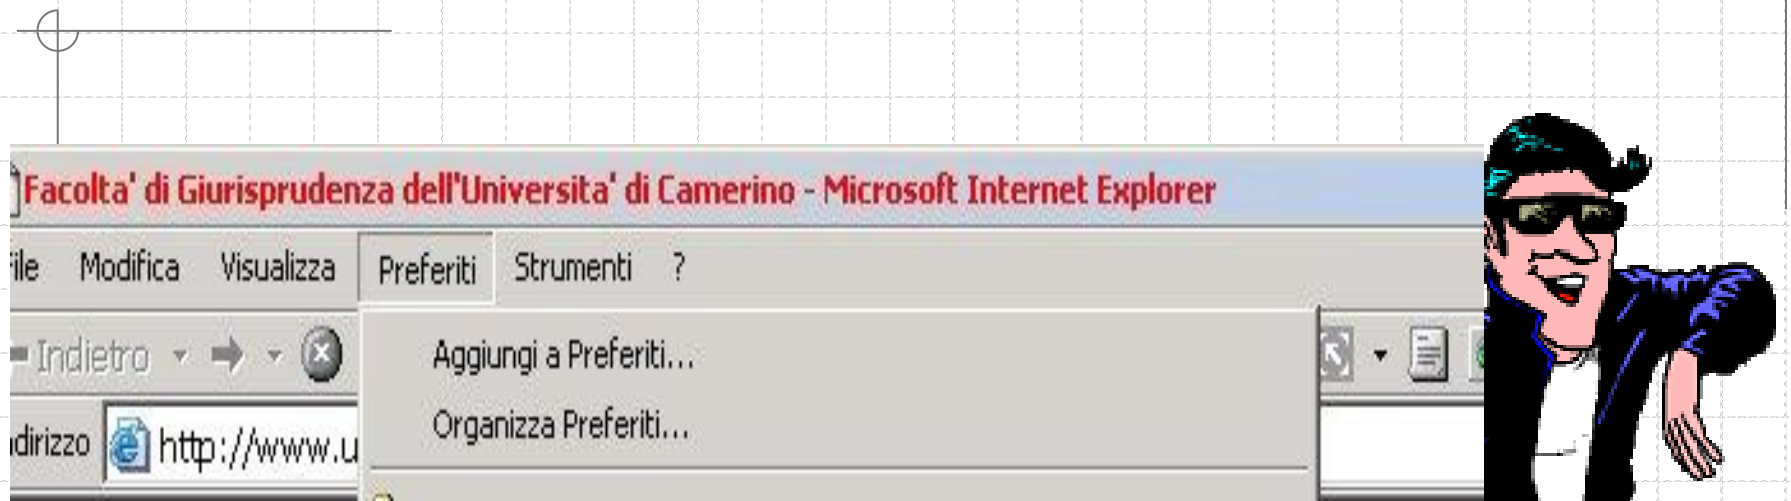 Facolta' di Giurisprudenza dell'Universita' di Camerino - Microsoft Internet Explorer
ile Modifica Visualizza Preferiti Strumenti ?
Indietro
Aggiungi a Preferiti...
Organizza Preferiti...
dirizzo http://www.u